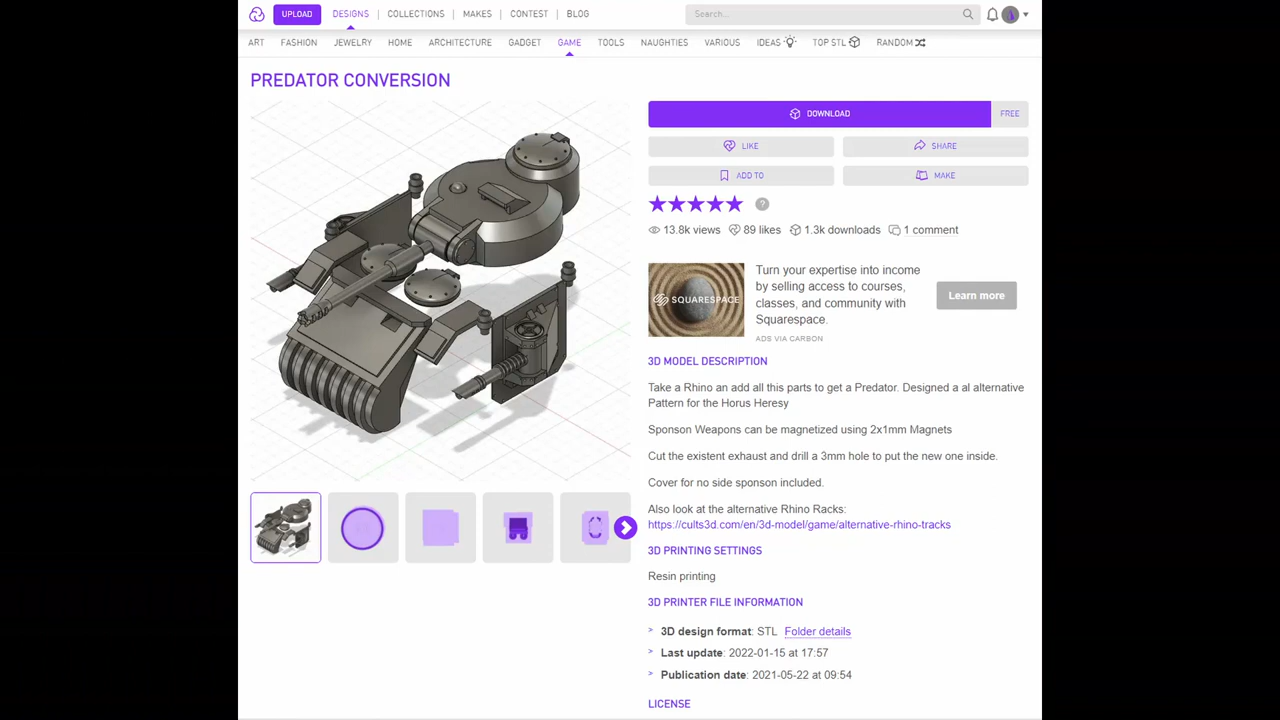 UPLOAD
DESIGNS
COLLECTIONS
MAKES
CONTEST
BLOG
Search...
ART
FASHION
JEWELRY
HOME
ARCHITECTURE
GADGET
GAME
TOOLS
NAUGHTIES
VARIOUS
IDEAS
TOP STL
RANDOM
PREDATOR CONVERSION
DOWNLOAD
FREE
LIKE
SHARE
ADD TO
MAKE
?
13.8k views
89 likes
1.3k downloads
1 comment
SQUARESPACE
Turn your expertise into income
by selling access to courses,
classes, and community with
Squarespace.
ADS VIA CARBON
Learn more
3D MODEL DESCRIPTION
Take a Rhino an add all this parts to get a Predator. Designed a al alternative
Pattern for the Horus Heresy
Sponson Weapons can be magnetized using 2x1mm Magnets
Cut the existent exhaust and drill a 3mm hole to put the new one inside.
Cover for no side sponson included.
Also look at the alternative Rhino Racks:
https://cults3d.com/en/3d-model/game/alternative-rhino-tracks
3D PRINTING SETTINGS
Resin printing
3D PRINTER FILE INFORMATION
> 3D design format: STL Folder details
> Last update: 2022-01-15 at 17:57
> Publication date: 2021-05-22 at 09:54
LICENSE